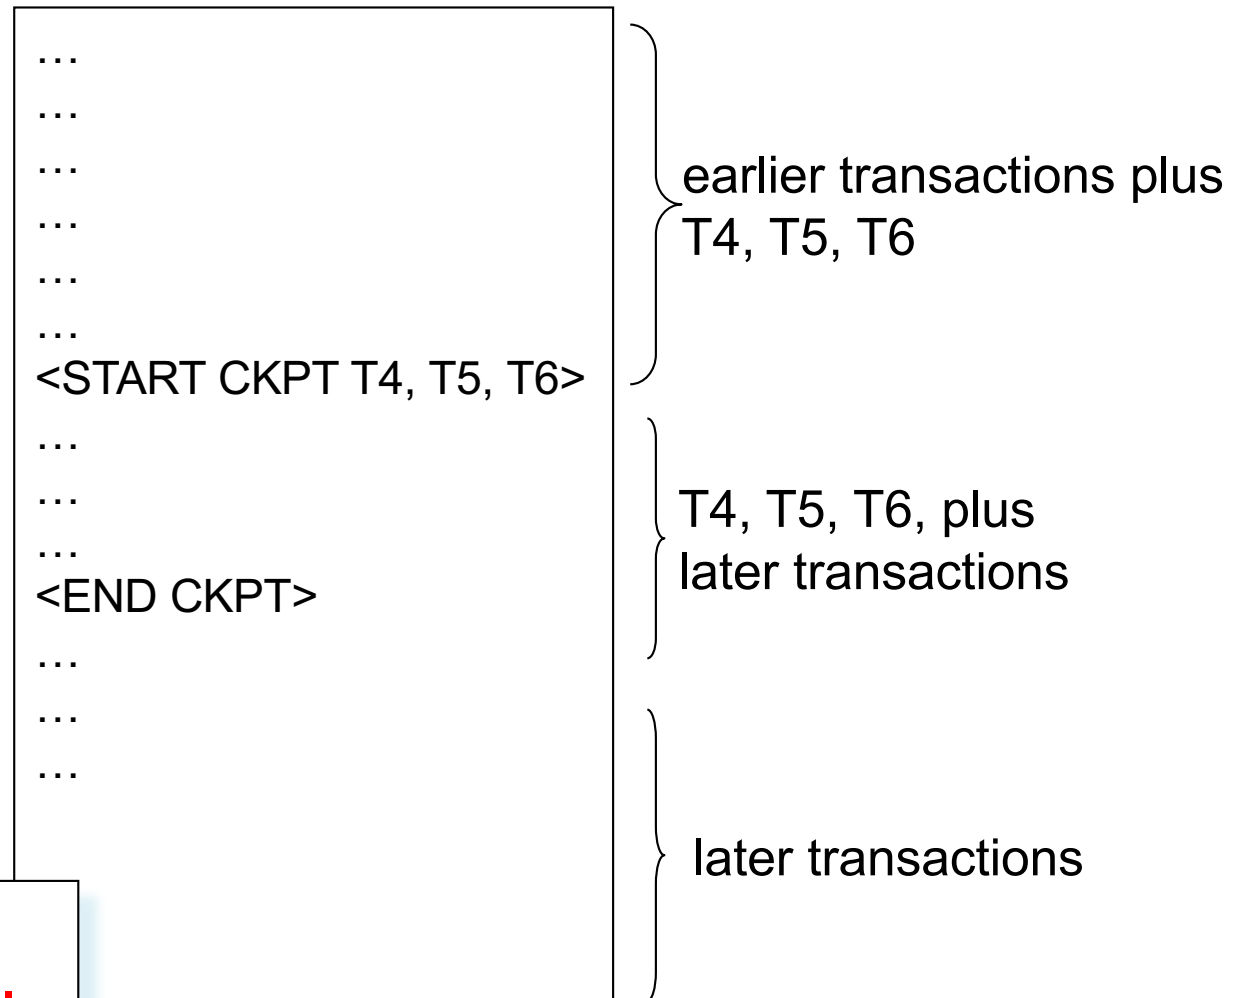 …
…
…
…
…
…
<START CKPT T4, T5, T6>
earlier transactions plus
T4, T5, T6
…
…
…
<END CKPT>
T4, T5, T6, plus
later transactions
…
…
…
later transactions